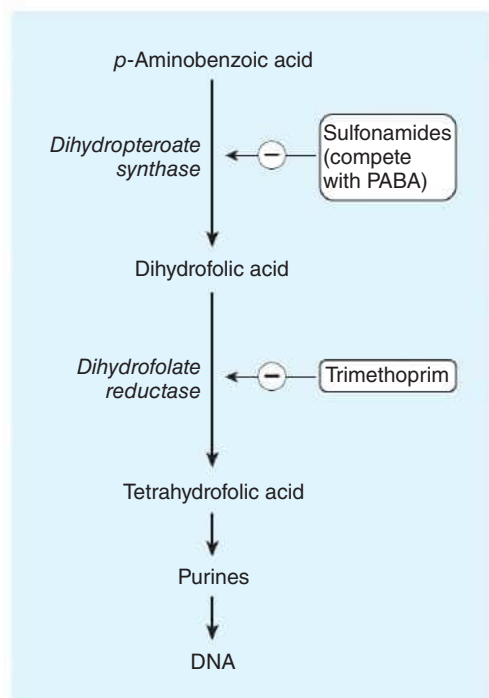 p-Aminobenzoic acid
Dihydropteroate
synthase
−
Sulfonamides
(compete
with PABA)
Dihydrofolic acid
Dihydrofolate
reductase
−
Trimethoprim
Tetrahydrofolic acid
Purines
DNA